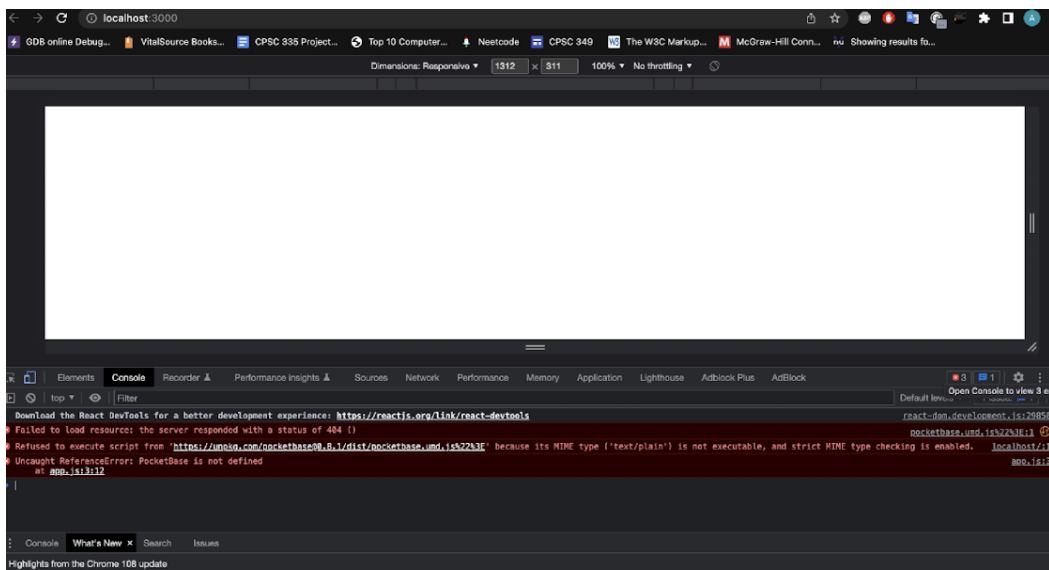 localhost:3000
GDB online Debug... VitalSource Books... CPSC 335 Project... Top 10 Computer... Neetcode CPSC 349 The W3C Markup... McGraw-Hill Conn... Showing results fo...
Dimensions: Responsive ▼ 1312 × 311 100% ▼ No throttling ▼
Elements Console Recorder Performance insights Sources Network Performance Memory Application Lighthouse Adblock Plus AdBlock 3 1
Open Console to view 3 e
top ▼ Filter Default levels
Download the React DevTools for a better development experience: https://reactjs.org/link/react-devtools react-dom.development.js:2985
Failed to load resource: the server responded with a status of 404 () pocketbase.umd.js%22%3E:1
Refused to execute script from 'https://unpkg.com/pocketbase@0.8.1/dist/pocketbase.umd.js%22%3E' because its MIME type ('text/plain') is not executable, and strict MIME type checking is enabled. localhost/:1
Uncaught ReferenceError: PocketBase is not defined app.js:3
at app.js:3:12
Console What's New × Search Issues
Highlights from the Chrome 108 update